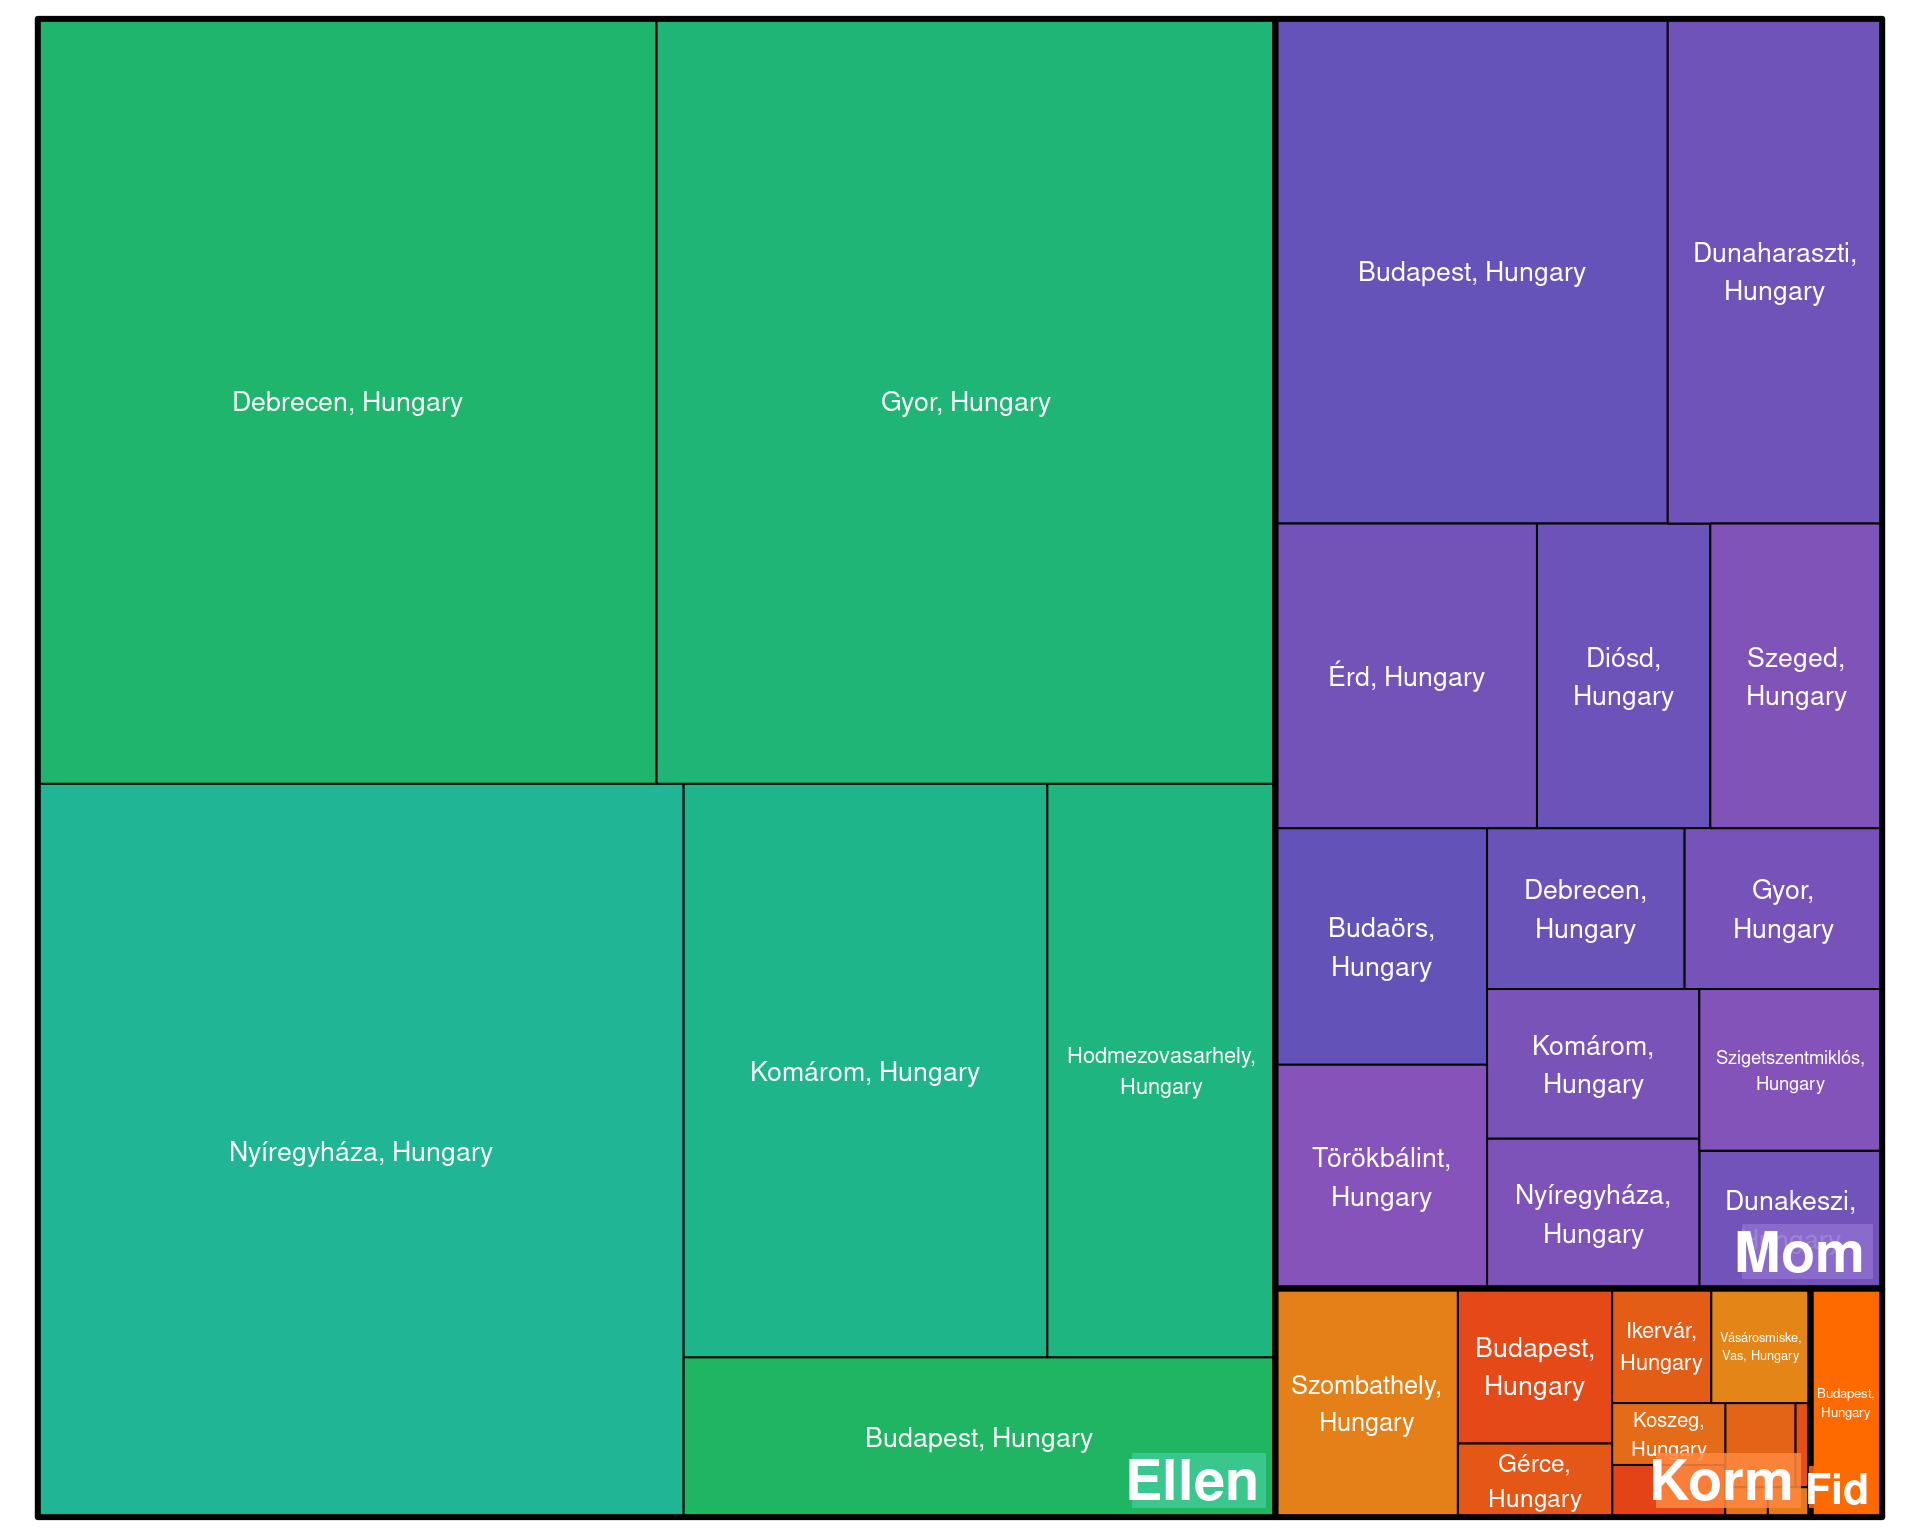 Debrecen, Hungary
Gyor, Hungary
Nyíregyháza, Hungary
Komárom, Hungary
Hodmezovasarhely,
Hungary
Budapest, Hungary
Ellen
Budapest, Hungary
Dunaharaszti,
Hungary
Érd, Hungary
Diósd,
Hungary
Szeged,
Hungary
Budaörs,
Hungary
Debrecen,
Hungary
Gyor,
Hungary
Komárom,
Hungary
Szigetszentmiklós,
Hungary
Törökbálint,
Hungary
Nyíregyháza,
Hungary
Dunakeszi,
Hungary
Mom
Szombathely,
Hungary
Budapest,
Hungary
Gérce,
Hungary
Ikervár,
Hungary
Vásárosmiske,
Vas, Hungary
Koszeg,
Hungary
Korm
Budapest,
Hungary
Fid